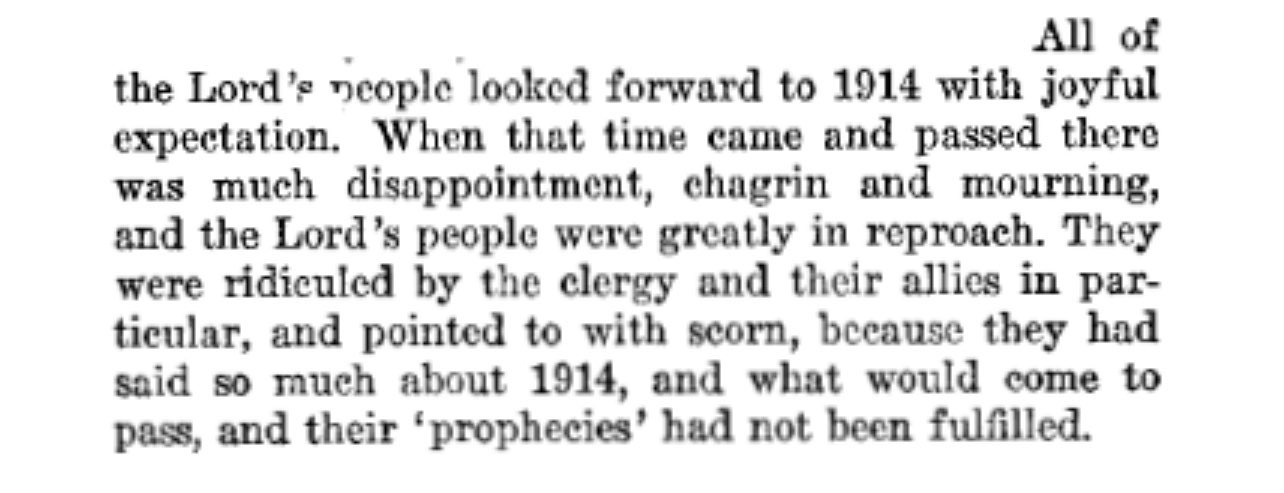 All of
the Lord's people looked forward to 1914 with joyful
expectation. When that time came and passed there
was much disappointment, chagrin and mourning,
and the Lord's people were greatly in reproach. They
were ridiculed by the clergy and their allies in par-
ticular, and pointed to with scorn, because they had
said so much about 1914, and what would come to
pass, and their ‘prophecies’ had not been fulfilled.